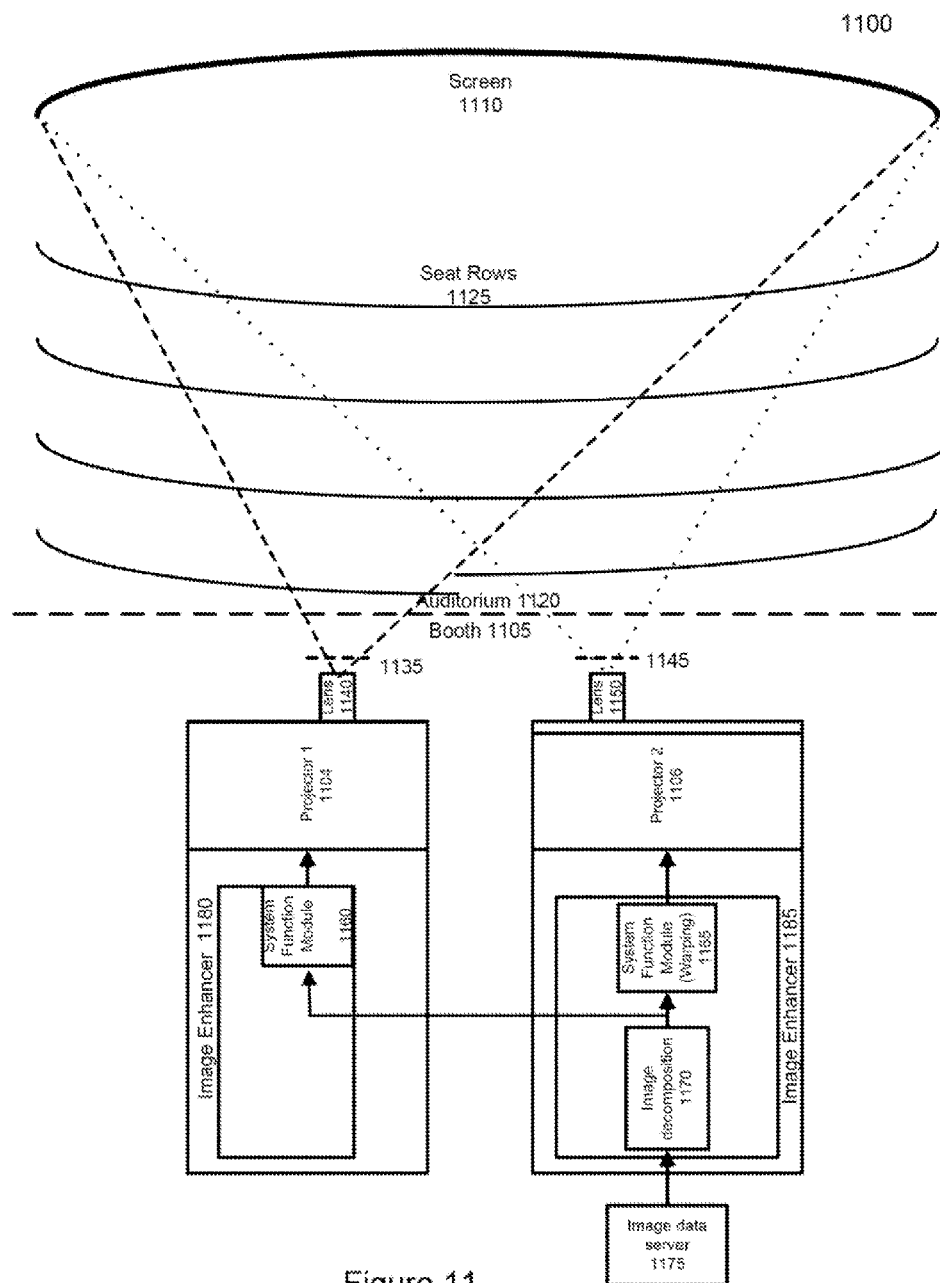 1100
Screen
1110
Seat Rows
1125
Auditorium 1120
Booth 1105
1135
1145
Lens
1140
Lens
1150
Projector 1
1104
Projector 2
1106
Image Enhancer 1180
System
Function
Module
1160
System
Function
Module
(Warping)
1165
Image Enhancer 1185
Image
decomposition
1170
Image data
server
1175
Figure 11